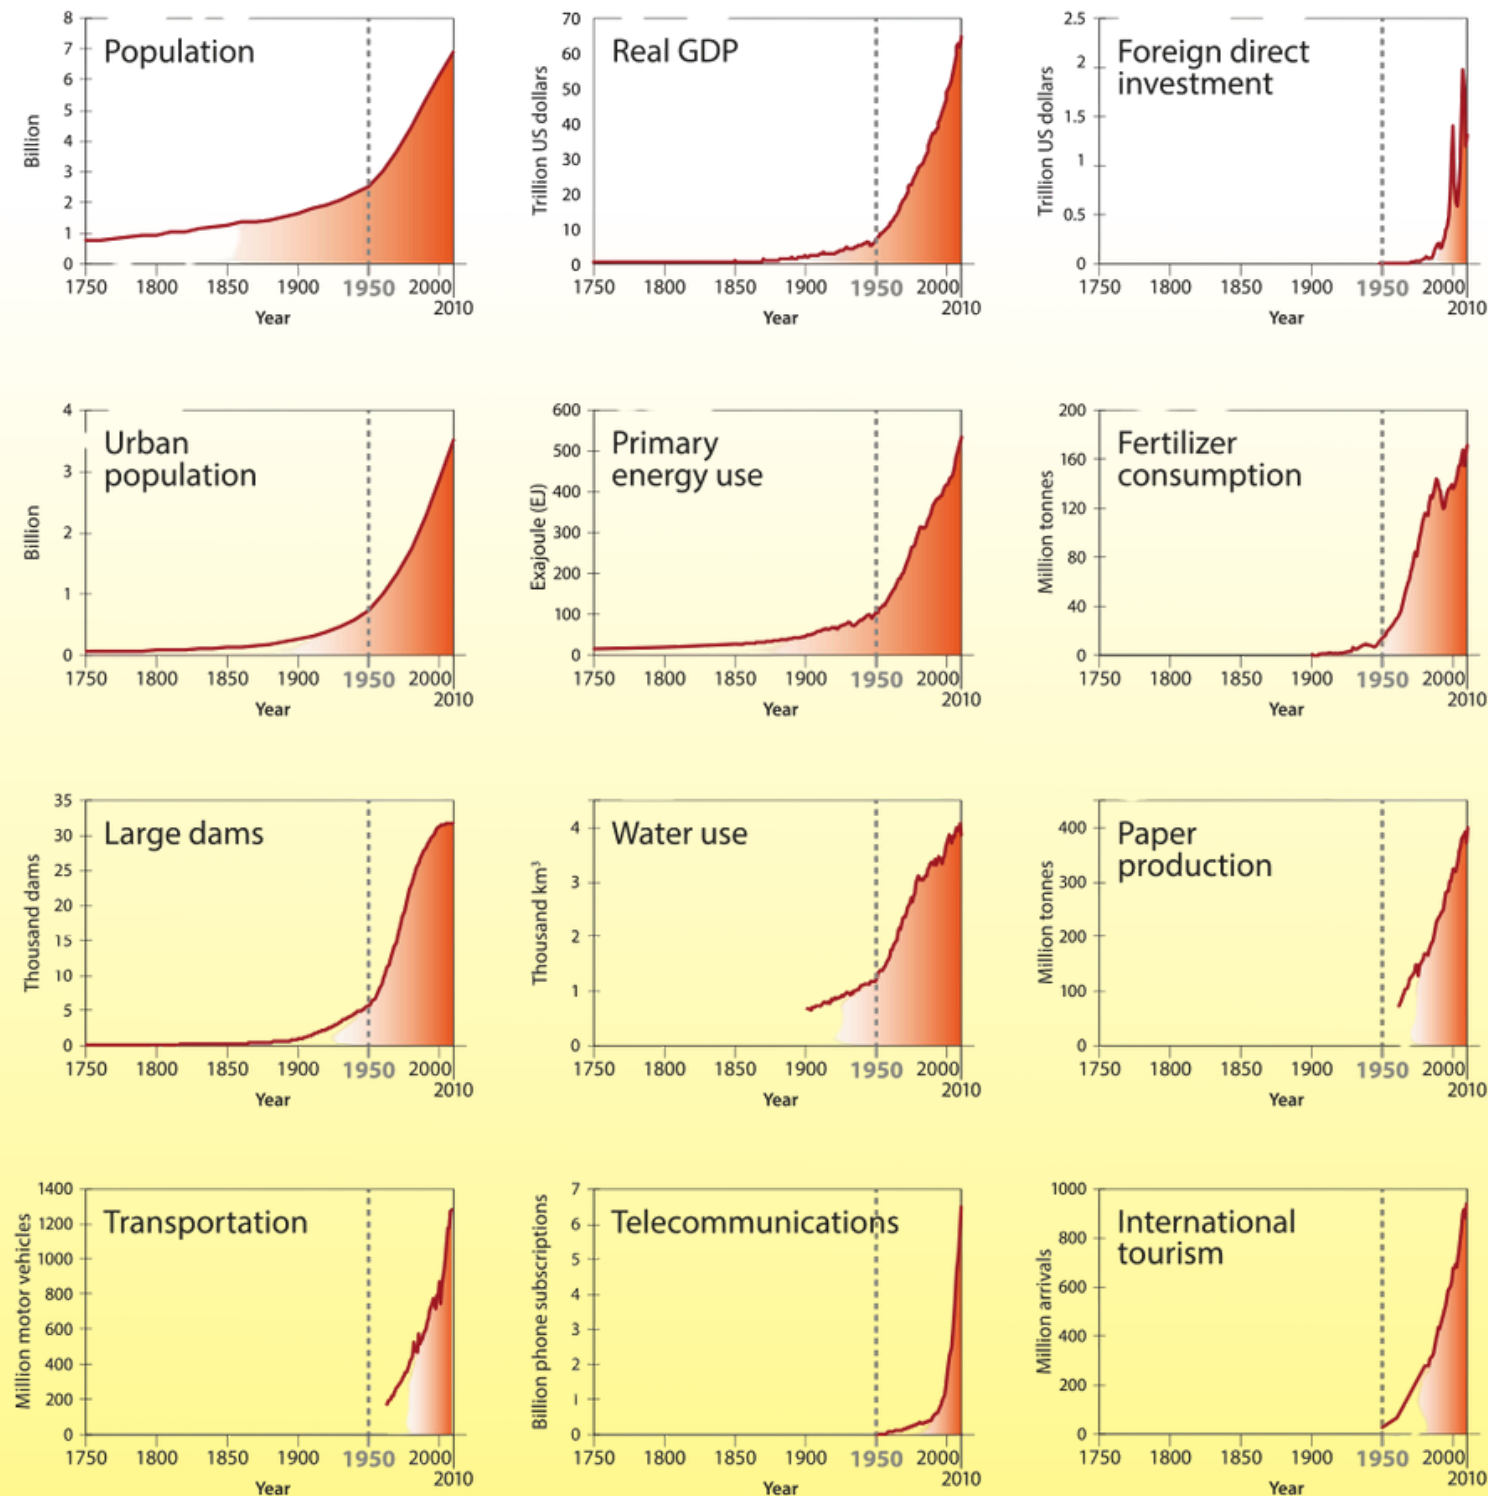 Population
Billion
8
7
6
5
4
3
2
1
0
1750 1800 1850 1900 1950 2000
2010
Year
Real GDP
Trillion US dollars
70
60
50
40
30
20
10
0
1750 1800 1850 1900 1950 2000
2010
Year
Foreign direct
investment
Trillion US dollars
2.5
2
1.5
1
0.5
0
1750 1800 1850 1900 1950 2000
2010
Year
Urban
population
Billion
4
3
2
1
0
1750 1800 1850 1900 1950 2000
2010
Year
Primary
energy use
Exajoule (EJ)
600
500
400
300
200
100
0
1750 1800 1850 1900 1950 2000
2010
Year
Fertilizer
consumption
Million tonnes
200
160
120
80
40
0
1750 1800 1850 1900 1950 2000
2010
Year
Large dams
Thousand dams
35
30
25
20
15
10
5
0
1750 1800 1850 1900 1950 2000
2010
Year
Water use
Thousand km³
4
3
2
1
0
1750 1800 1850 1900 1950 2000
2010
Year
Paper
production
Million tonnes
400
300
200
100
0
1750 1800 1850 1900 1950 2000
2010
Year
Transportation
Million motor vehicles
1400
1200
1000
800
600
400
200
0
1750 1800 1850 1900 1950 2000
2010
Year
Telecommunications
Billion phone subscriptions
7
6
5
4
3
2
1
0
1750 1800 1850 1900 1950 2000
2010
Year
International
tourism
Million arrivals
1000
800
600
400
200
0
1750 1800 1850 1900 1950 2000
2010
Year